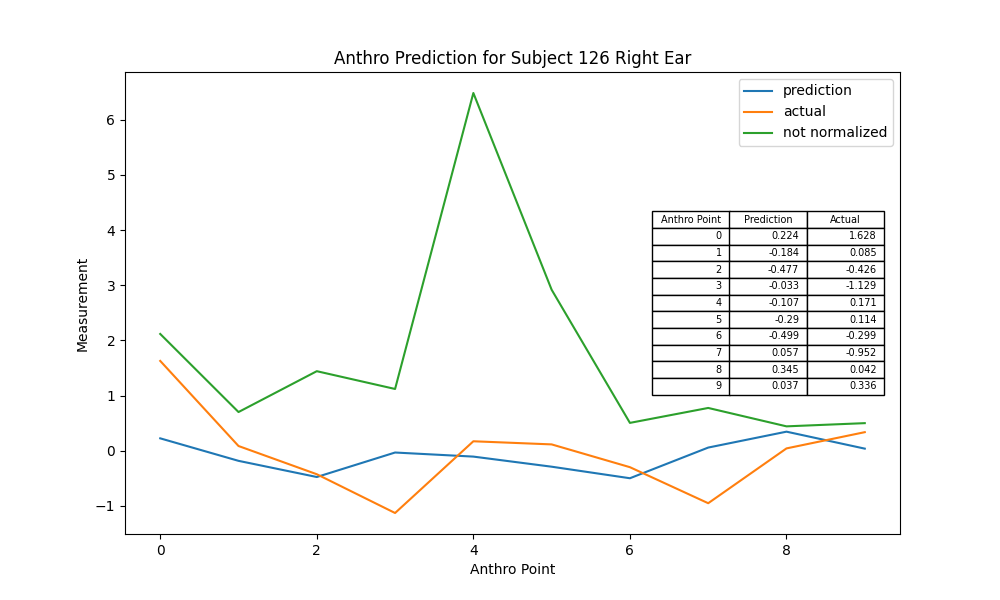 Anthro Prediction for Subject 126 Right Ear
prediction
actual
not normalized
6
5
4
3
2
1
0
−1
Measurement
Anthro Point Prediction Actual
0 0.224 1.628
1 -0.184 0.085
2 -0.477 -0.426
3 -0.033 -1.129
4 -0.107 0.171
5 -0.29 0.114
6 -0.499 -0.299
7 0.057 -0.952
8 0.345 0.042
9 0.037 0.336
0 2 4 6 8
Anthro Point